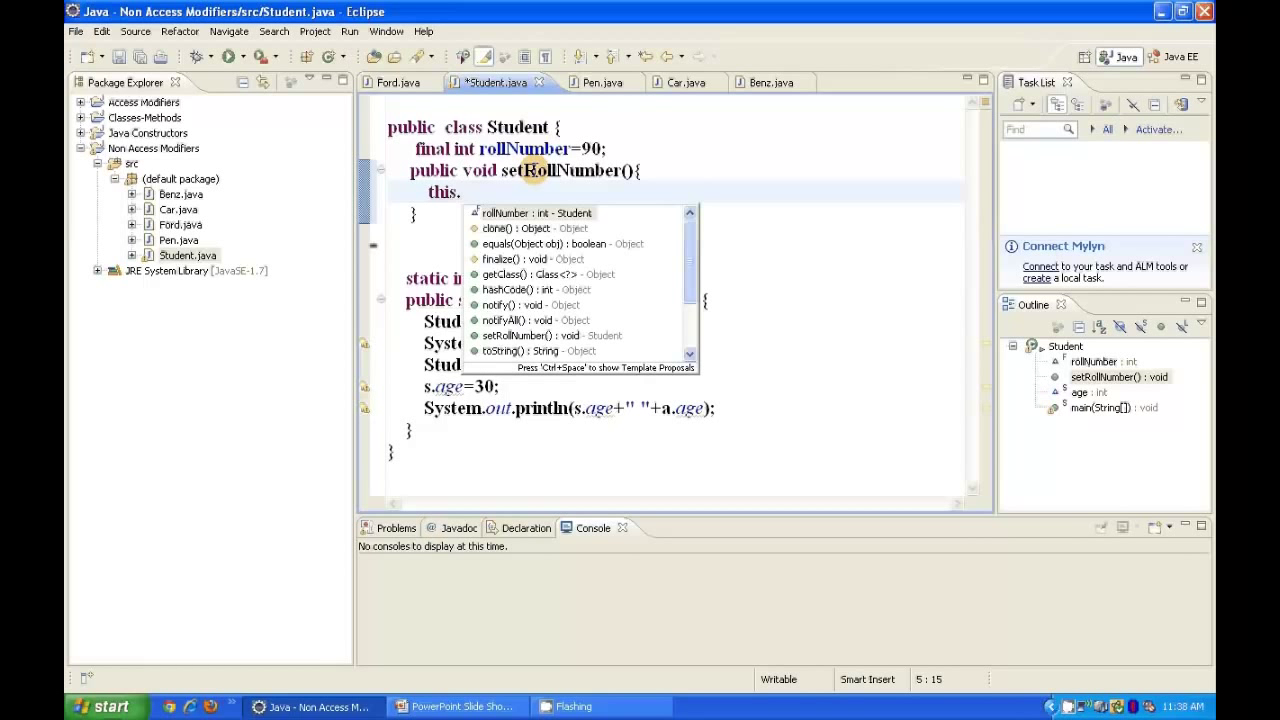 Java - Non Access Modifiers/src/Student.java - Eclipse
File Edit Source Refactor Navigate Search Project Run Window Help
Java Java EE
Package Explorer
Ford.java *Student.java Pen.java Car.java Benz.java
Task List
Access Modifiers
Classes-Methods
Java Constructors
Non Access Modifiers
src
(default package)
Benz.java
Car.java
Ford.java
Pen.java
Student.java
JRE System Library [JavaSE-1.7]
public class Student {
final int rollNumber=90;
public void setRollNumber(){
this.
}
static in
public s {
Stud
Syste
Stud
s.age=30;
System.out.println(s.age+" "+a.age);
}
}
rollNumber : int - Student
clone() : Object - Object
equals(Object obj) : boolean - Object
finalize() : void - Object
getClass() : Class<?> - Object
hashCode() : int - Object
notify() : void - Object
notifyAll() : void - Object
setRollNumber() : void - Student
toString() : String - Object
Press 'Ctrl+Space' to show Template Proposals
Find All Activate...
Connect Mylyn
Connect to your task and ALM tools or
create a local task.
Outline
Student
rollNumber : int
setRollNumber() : void
age : int
main(String[]) : void
Problems Javadoc Declaration Console
No consoles to display at this time.
Writable Smart Insert 5 : 15
start Java - Non Access M... PowerPoint Slide Sho... Flashing 11:38 AM